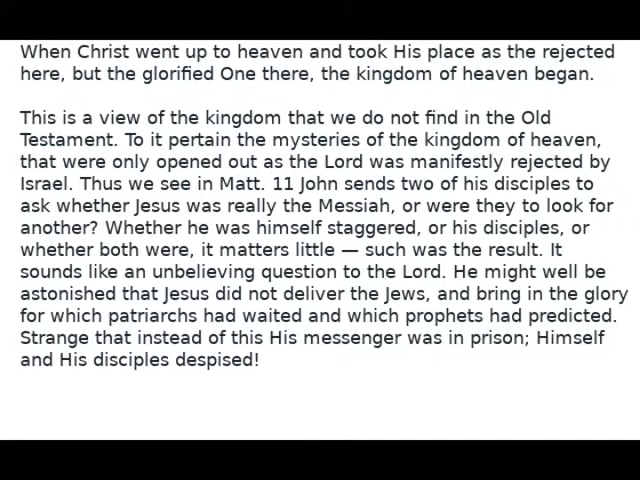 When Christ went up to heaven and took His place as the rejected
here, but the glorified One there, the kingdom of heaven began.
This is a view of the kingdom that we do not find in the Old
Testament. To it pertain the mysteries of the kingdom of heaven,
that were only opened out as the Lord was manifestly rejected by
Israel. Thus we see in Matt. 11 John sends two of his disciples to
ask whether Jesus was really the Messiah, or were they to look for
another? Whether he was himself staggered, or his disciples, or
whether both were, it matters little — such was the result. It
sounds like an unbelieving question to the Lord. He might well be
astonished that Jesus did not deliver the Jews, and bring in the glory
for which patriarchs had waited and which prophets had predicted.
Strange that instead of this His messenger was in prison; Himself
and His disciples despised!